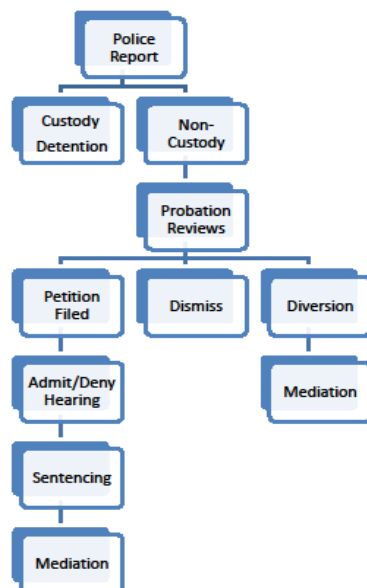 Police
Report
Custody
Detention
Non-
Custody
Probation
Reviews
Petition
Filed
Dismiss
Diversion
Admit/Deny
Hearing
Mediation
Sentencing
Mediation